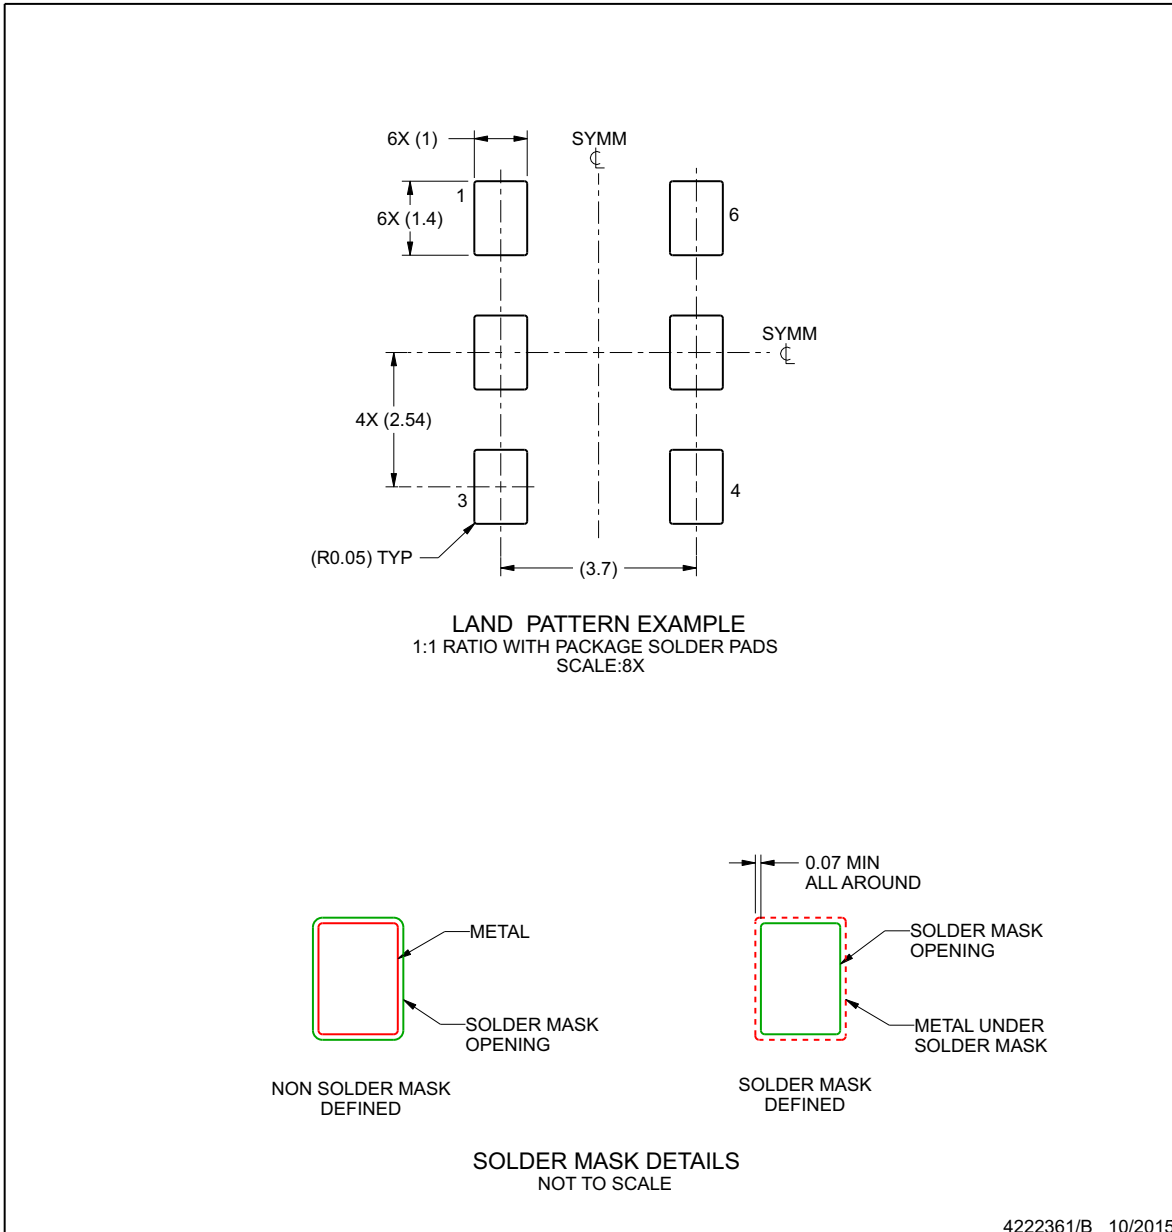 6X (1)
SYMM
℄
1
6X (1.4)
6
SYMM
℄
4X (2.54)
3
4
(R0.05) TYP
(3.7)
LAND PATTERN EXAMPLE
1:1 RATIO WITH PACKAGE SOLDER PADS
SCALE:8X
0.07 MIN
ALL AROUND
METAL
SOLDER MASK
OPENING
SOLDER MASK
OPENING
METAL UNDER
SOLDER MASK
NON SOLDER MASK
DEFINED
SOLDER MASK
DEFINED
SOLDER MASK DETAILS
NOT TO SCALE
4222361/B 10/2015